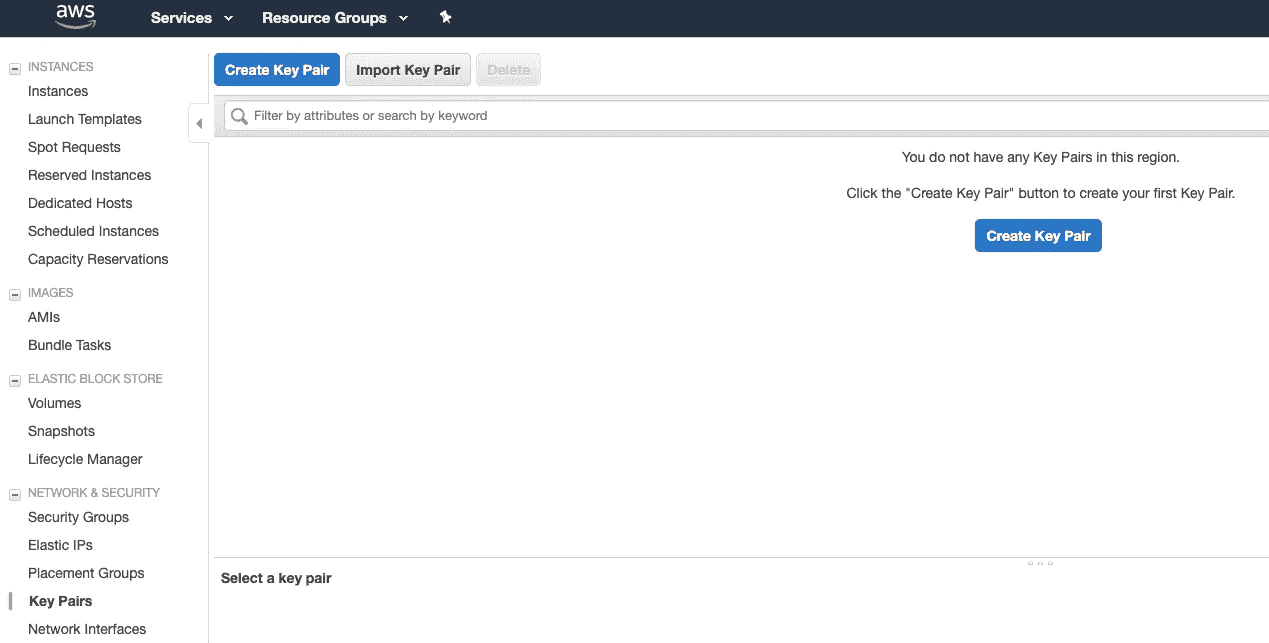 aws
Services
Resource Groups
INSTANCES
Instances
Launch Templates
Spot Requests
Reserved Instances
Dedicated Hosts
Scheduled Instances
Capacity Reservations
IMAGES
AMIs
Bundle Tasks
ELASTIC BLOCK STORE
Volumes
Snapshots
Lifecycle Manager
NETWORK & SECURITY
Security Groups
Elastic IPs
Placement Groups
Key Pairs
Network Interfaces
Create Key Pair
Import Key Pair
Delete
Filter by attributes or search by keyword
You do not have any Key Pairs in this region.
Click the "Create Key Pair" button to create your first Key Pair.
Create Key Pair
Select a key pair